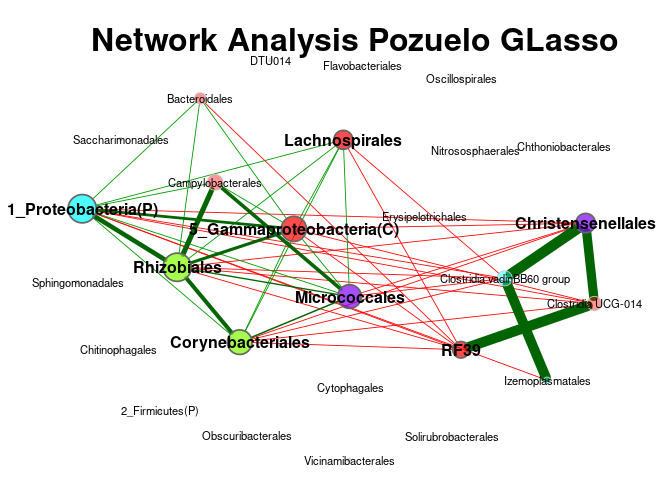 Network Analysis Pozuelo GLasso
DTU014
Flavobacteriales
Oscillospirales
Bacteroidales
Saccharimonadales
Lachnospirales
Chthoniobacterales
Nitrososphaerales
Campylobacterales
1_Proteobacteria(P)
Erysipelotrichales
Christensenellales
5_Gammaproteobacteria(C)
Rhizobiales
Clostridia vadinBB60 group
Sphingomonadales
Micrococcales
Clostridia UCG-014
Corynebacteriales
Chitinophagales
RF39
Izemoplasmatales
Cytophagales
2_Firmicutes(P)
Obscuribacterales
Solirubrobacterales
Vicinamibacterales